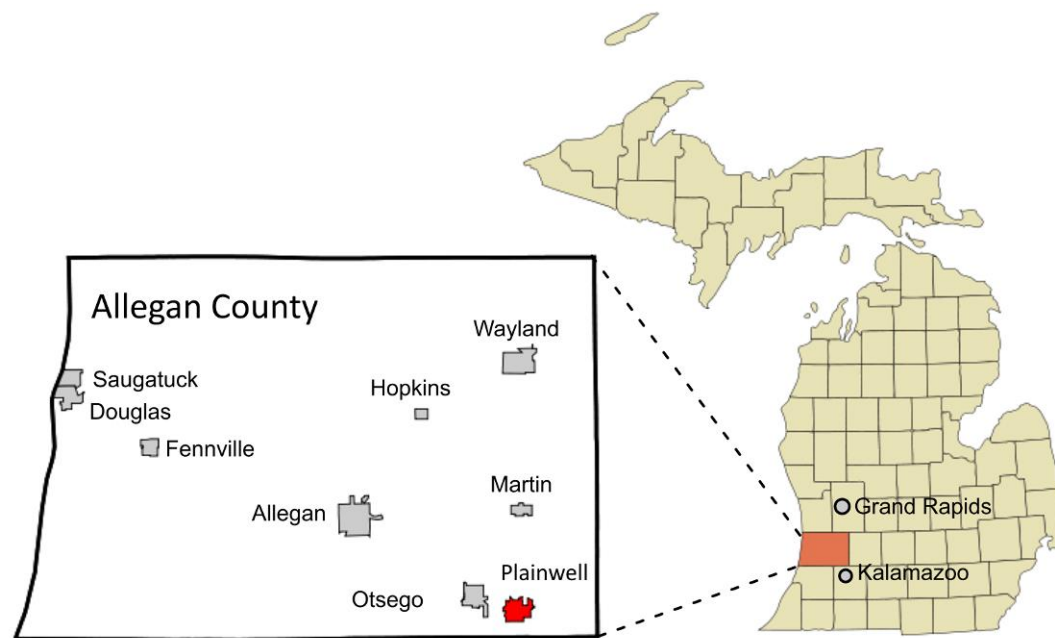 Allegan County
Wayland
Saugatuck
Hopkins
Douglas
Fennville
Martin
Allegan
Plainwell
Otsego
Grand Rapids
Kalamazoo